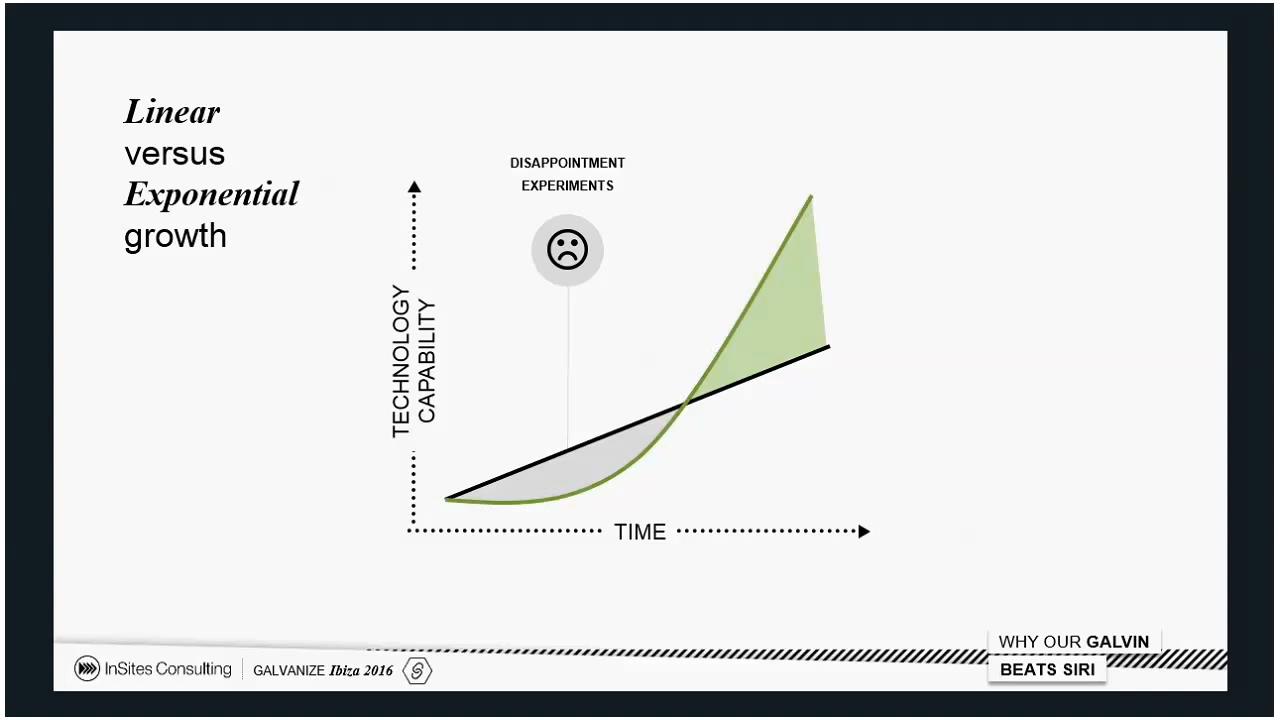 Linear
versus
Exponential
growth
DISAPPOINTMENT
EXPERIMENTS
TECHNOLOGY
CAPABILITY
TIME
InSites Consulting
GALVANIZE Ibiza 2016
WHY OUR GALVIN
BEATS SIRI